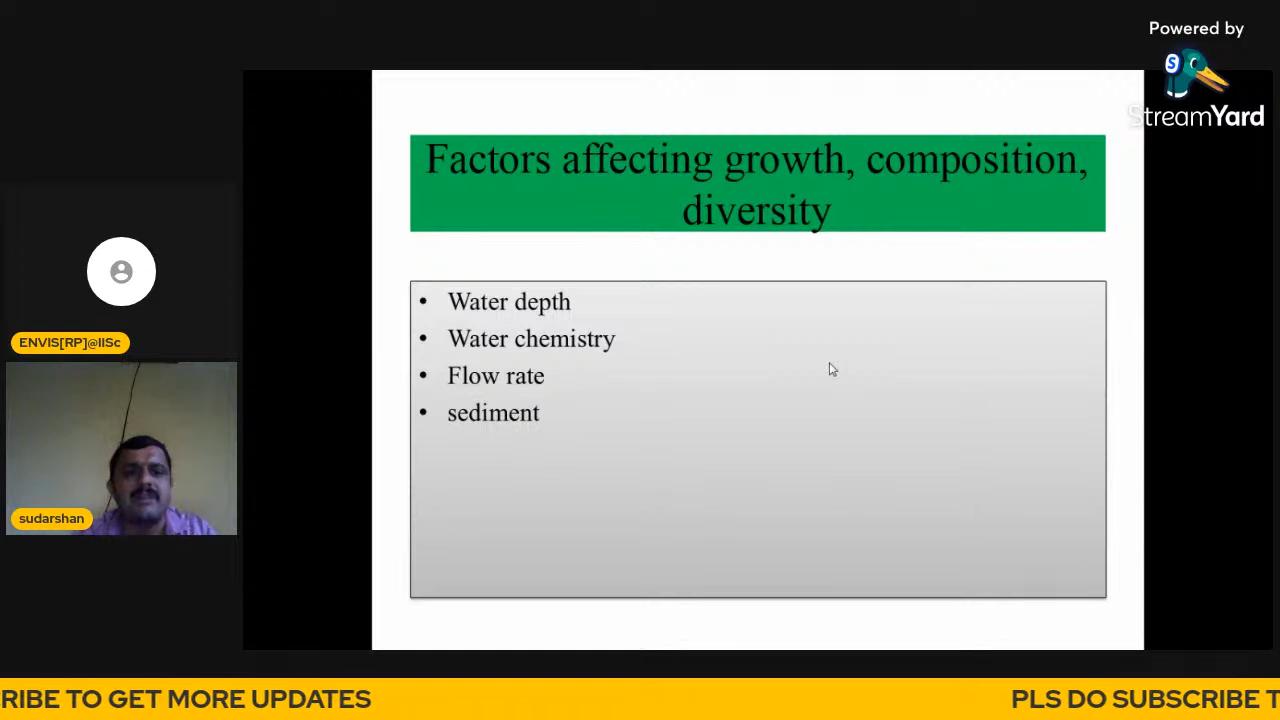 Powered by
StreamYard
Factors affecting growth, composition,
diversity
• Water depth
• Water chemistry
• Flow rate
• sediment
ENVIS[RP]@IISc
sudarshan
CRIBE TO GET MORE UPDATES
PLS DO SUBSCRIBE T